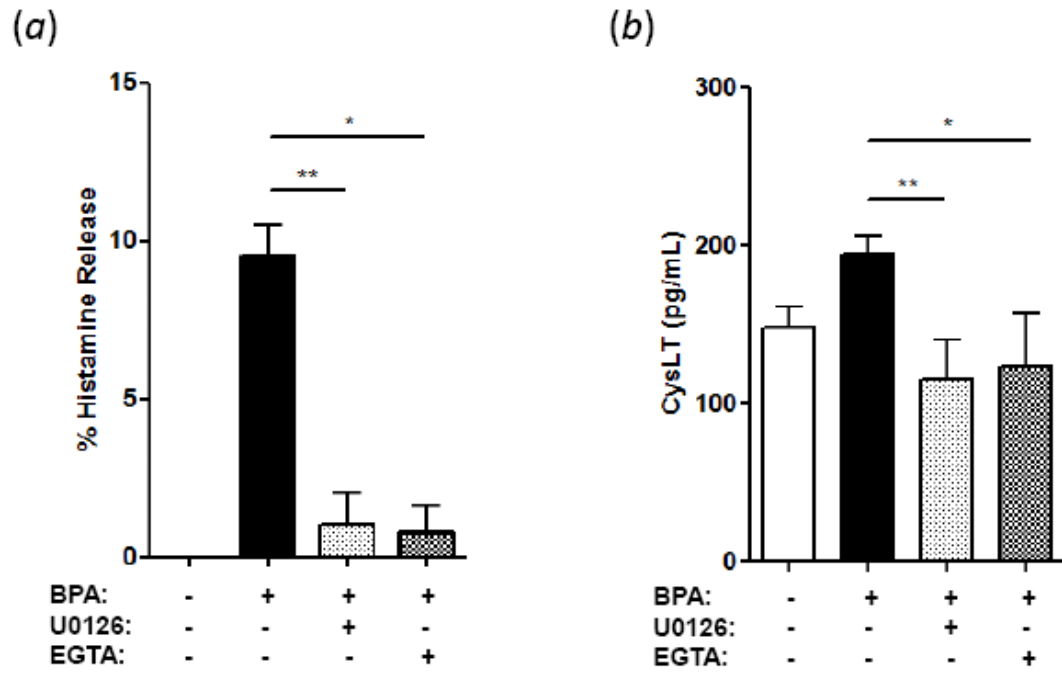 (a)
15
10
5
0
% Histamine Release
*
**
BPA: - + + +
U0126: - - + -
EGTA: - - - +
(b)
300
200
100
0
CysLT (pg/mL)
*
**
BPA: - + + +
U0126: - - + -
EGTA: - - - +